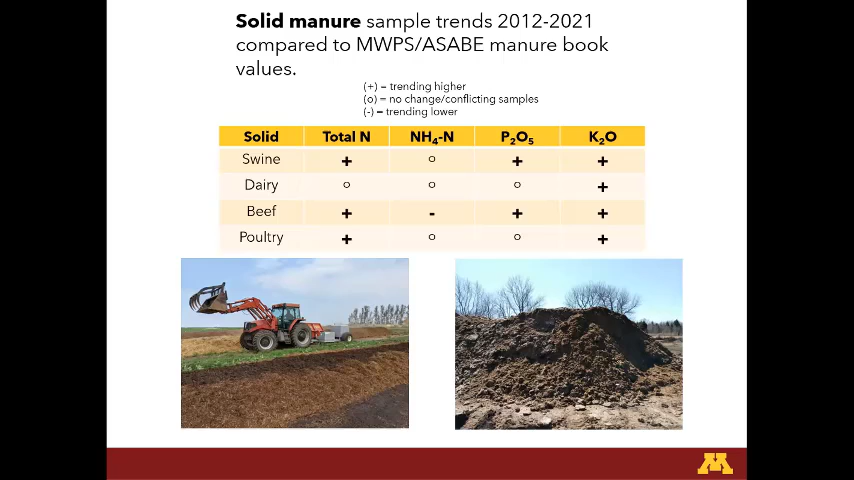 Solid manure sample trends 2012-2021
compared to MWPS/ASABE manure book
values.
(+) = trending higher
(o) = no change/conflicting samples
(-) = trending lower
Solid Total N NH4-N P2O5 K2O
Swine + o + +
Dairy o o o +
Beef + - + +
Poultry + o o +
M